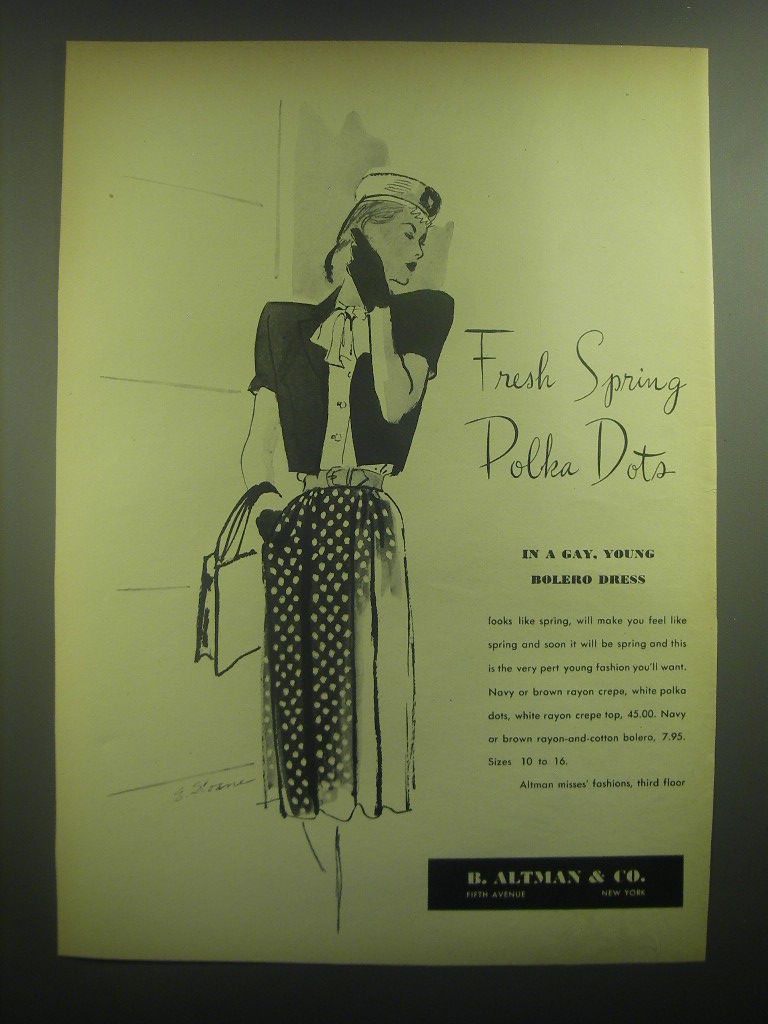 Fresh Spring
Polka Dots
IN A GAY, YOUNG
BOLERO DRESS
looks like spring, will make you feel like
spring and soon it will be spring and this
is the very pert young fashion you'll want.
Navy or brown rayon crepe, white polka
dots, white rayon crepe top, 45.00. Navy
or brown rayon-and-cotton bolero, 7.95.
Sizes 10 to 16.
Altman misses' fashions, third floor
B. ALTMAN & CO.
FIFTH AVENUE NEW YORK